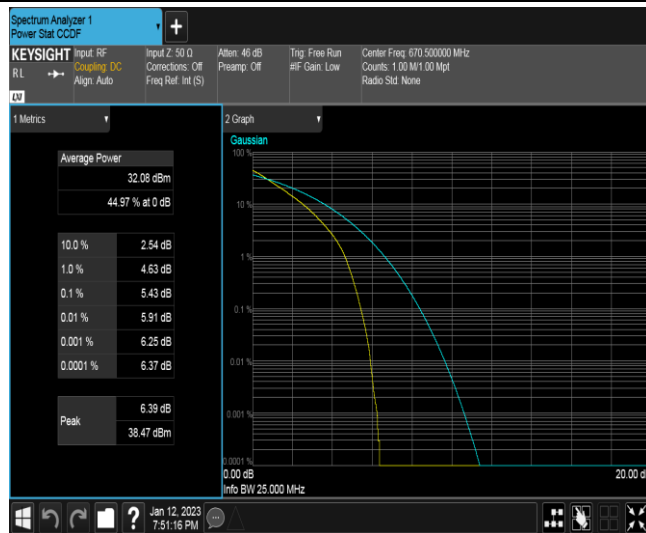 Spectrum Analyzer 1
Power Stat CCDF
KEYSIGHT
RL
Input: RF
Coupling: DC
Align: Auto
Input Z: 50 Ω
Corrections: Off
Freq Ref: Int (S)
Atten: 46 dB
Preamp: Off
Trig: Free Run
#IF Gain: Low
Center Freq: 670.500000 MHz
Counts: 1.00 M/1.00 Mpt
Radio Std: None
1 Metrics
Average Power
32.08 dBm
44.97 % at 0 dB
10.0 % 2.54 dB
1.0 % 4.63 dB
0.1 % 5.43 dB
0.01 % 5.91 dB
0.001 % 6.25 dB
0.0001 % 6.37 dB
Peak
6.39 dB
38.47 dBm
2 Graph
Gaussian
100 %
10 %
1 %
0.1 %
0.01 %
0.001 %
0.0001 %
0.00 dB
20.00 d
Info BW 25.000 MHz
?
Jan 12, 2023
7:51:16 PM